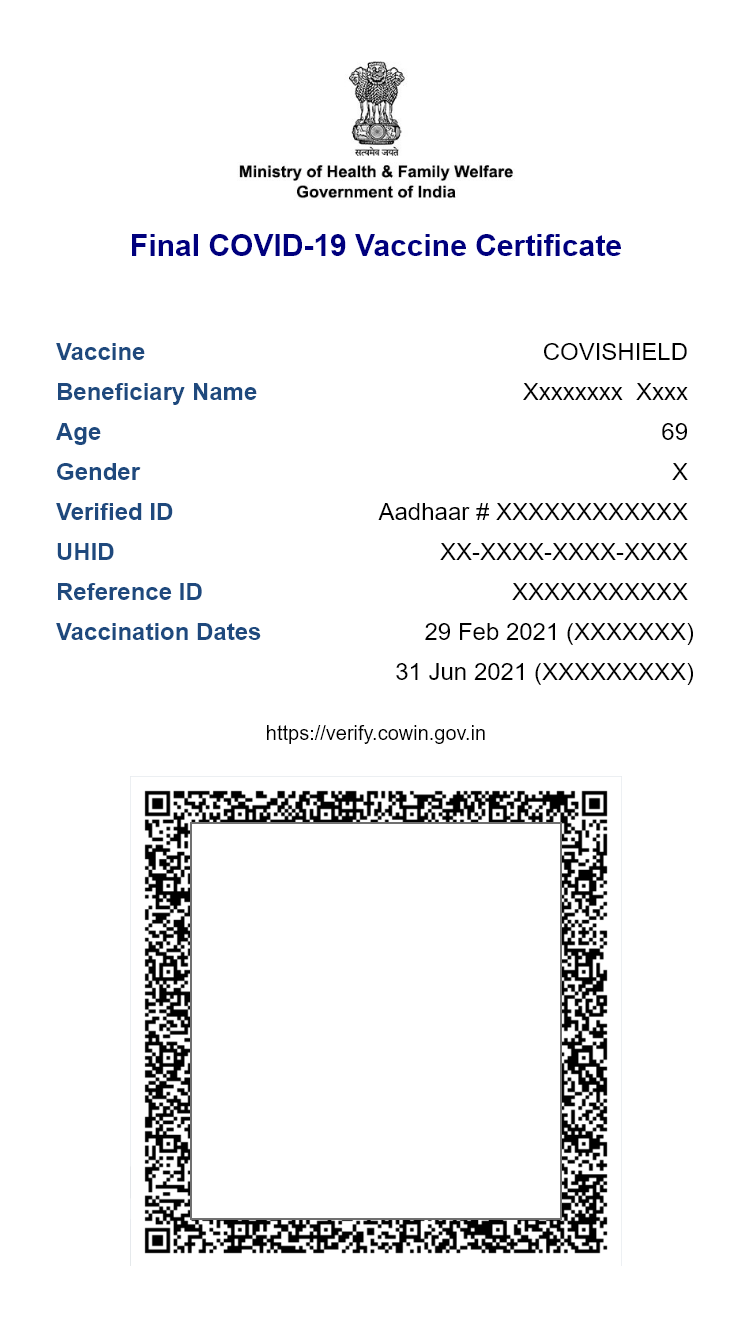 सत्यमेव जयते
Ministry of Health & Family Welfare
Government of India
Final COVID-19 Vaccine Certificate
Vaccine COVISHIELD
Beneficiary Name Xxxxxxxx Xxxx
Age 69
Gender X
Verified ID Aadhaar # XXXXXXXXXXXX
UHID XX-XXXX-XXXX-XXXX
Reference ID XXXXXXXXXXX
Vaccination Dates 29 Feb 2021 (XXXXXXX)
31 Jun 2021 (XXXXXXXXX)
https://verify.cowin.gov.in